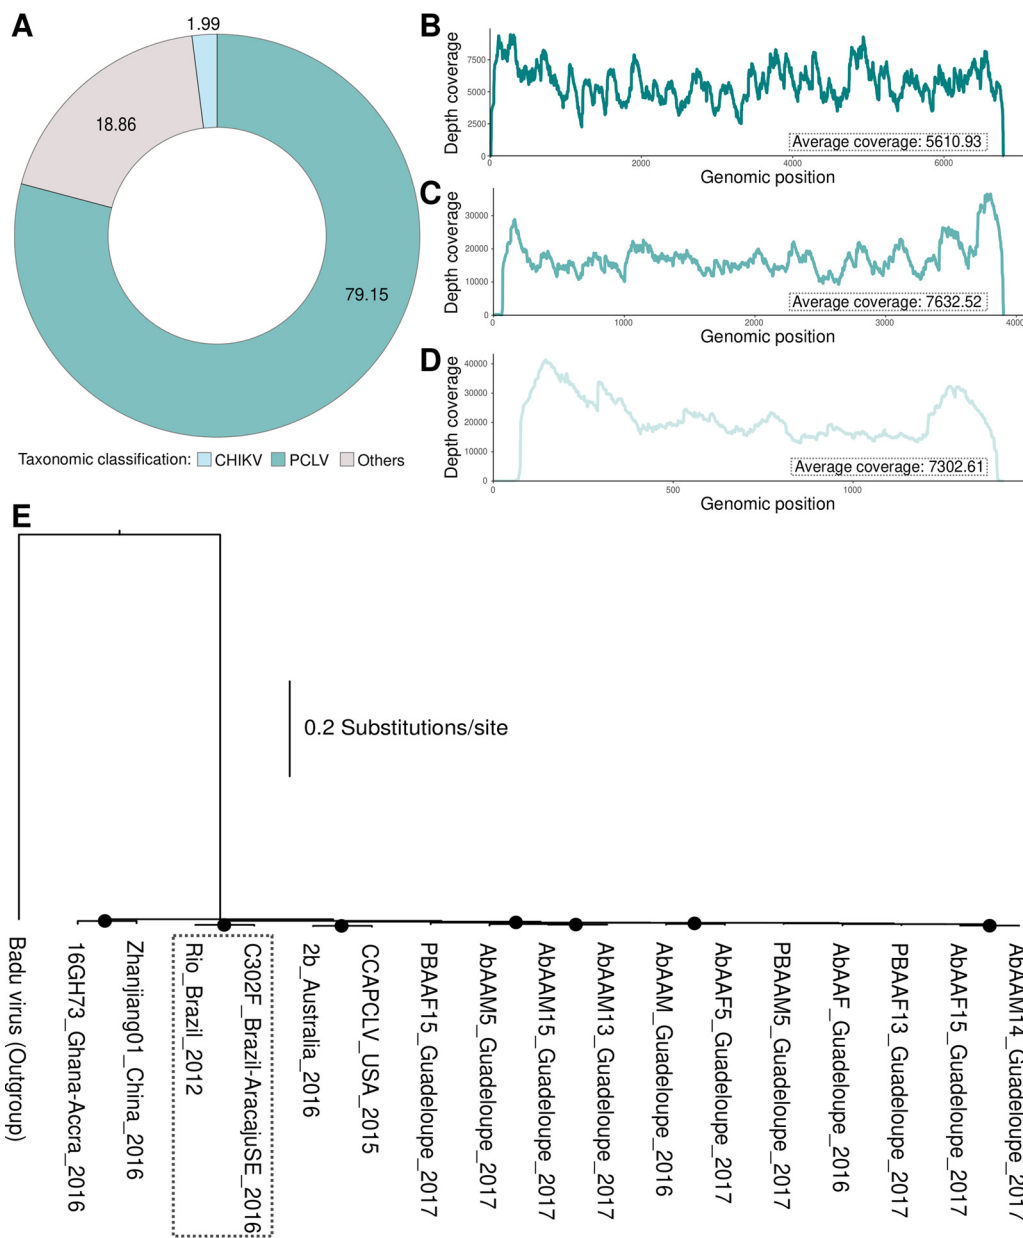 A
1.99
18.86
79.15
Taxonomic classification: CHIKV PCLV Others
B
Depth coverage
7500
5000
2500
0
0 2000 4000 6000
Average coverage: 5610.93
Genomic position
C
Depth coverage
30000
20000
10000
0
0 1000 2000 3000 4000
Average coverage: 7632.52
Genomic position
D
Depth coverage
40000
30000
20000
10000
0
0 500 1000
Average coverage: 7302.61
Genomic position
E
0.2 Substitutions/site
Badu virus (Outgroup)
16GH73_Ghana-Accra_2016
Zhanjiang01_China_2016
Rio_Brazil_2012
C302F_Brazil-AracajuSE_2016
2b_Australia_2016
CCAPCLV_USA_2015
PBAAF15_Guadeloupe_2017
AbAAM5_Guadeloupe_2017
AbAAM15_Guadeloupe_2017
AbAAM13_Guadeloupe_2017
AbAAM_Guadeloupe_2016
AbAAF5_Guadeloupe_2017
PBAAM5_Guadeloupe_2017
AbAAF_Guadeloupe_2016
PBAAF13_Guadeloupe_2017
AbAAF15_Guadeloupe_2017
AbAAM14_Guadeloupe_2017